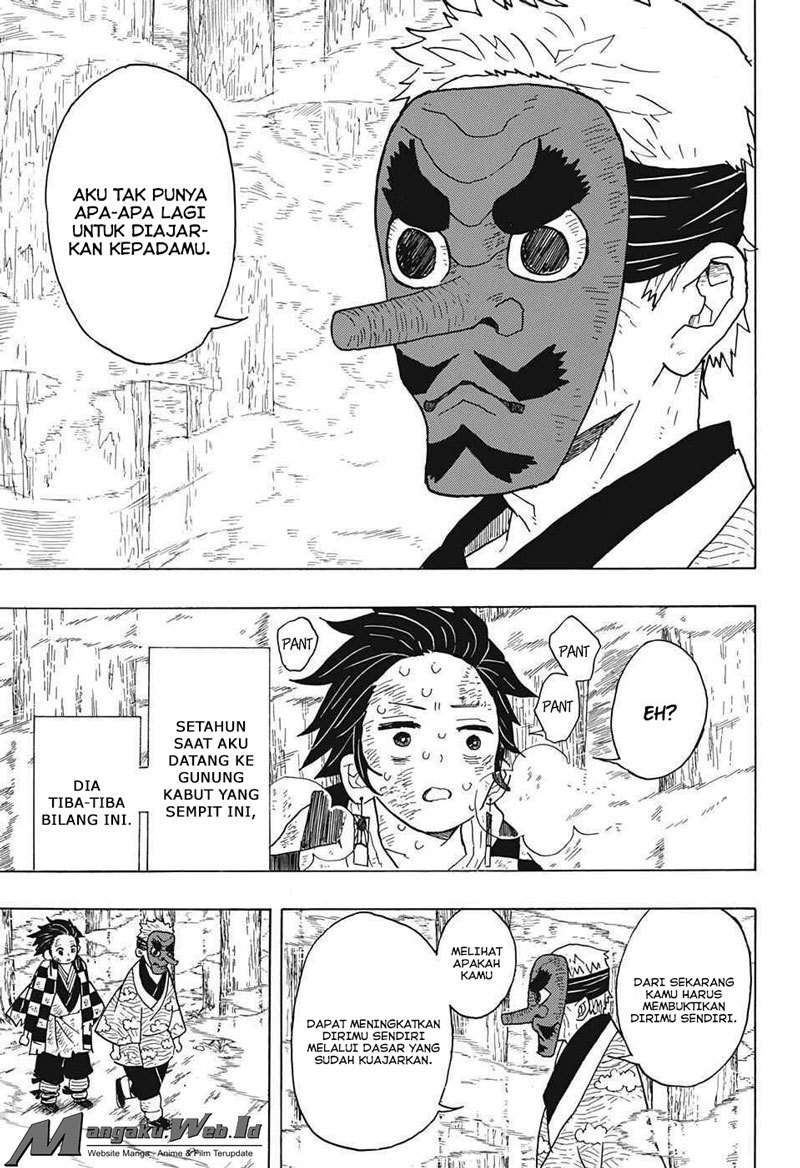 AKU TAK PUNYA
APA-APA LAGI
UNTUK DIAJAR-
KAN KEPADAMU.
EH?
PANT
PANT
PANT
SETAHUN
SAAT AKU
DATANG KE
GUNUNG
KABUT YANG
SEMPIT INI,
DIA
TIBA-TIBA
BILANG INI.
DARI SEKARANG
KAMU HARUS
MEMBUKTIKAN
DIRIMU SENDIRI.
MELIHAT
APAKAH
KAMU
DAPAT MENINGKATKAN
DIRIMU SENDIRI
MELALUI DASAR YANG
SUDAH KUAJARKAN.
Mangaku.Web.Id
Website Manga - Anime & Film Terupdate